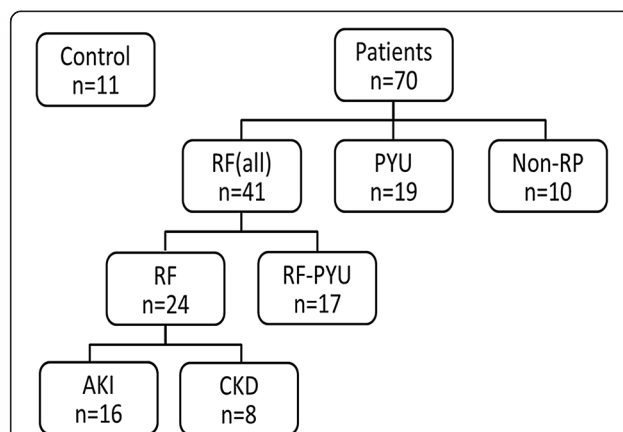 Control
n=11
Patients
n=70
RF(all)
n=41
PYU
n=19
Non-RP
n=10
RF
n=24
RF-PYU
n=17
AKI
n=16
CKD
n=8